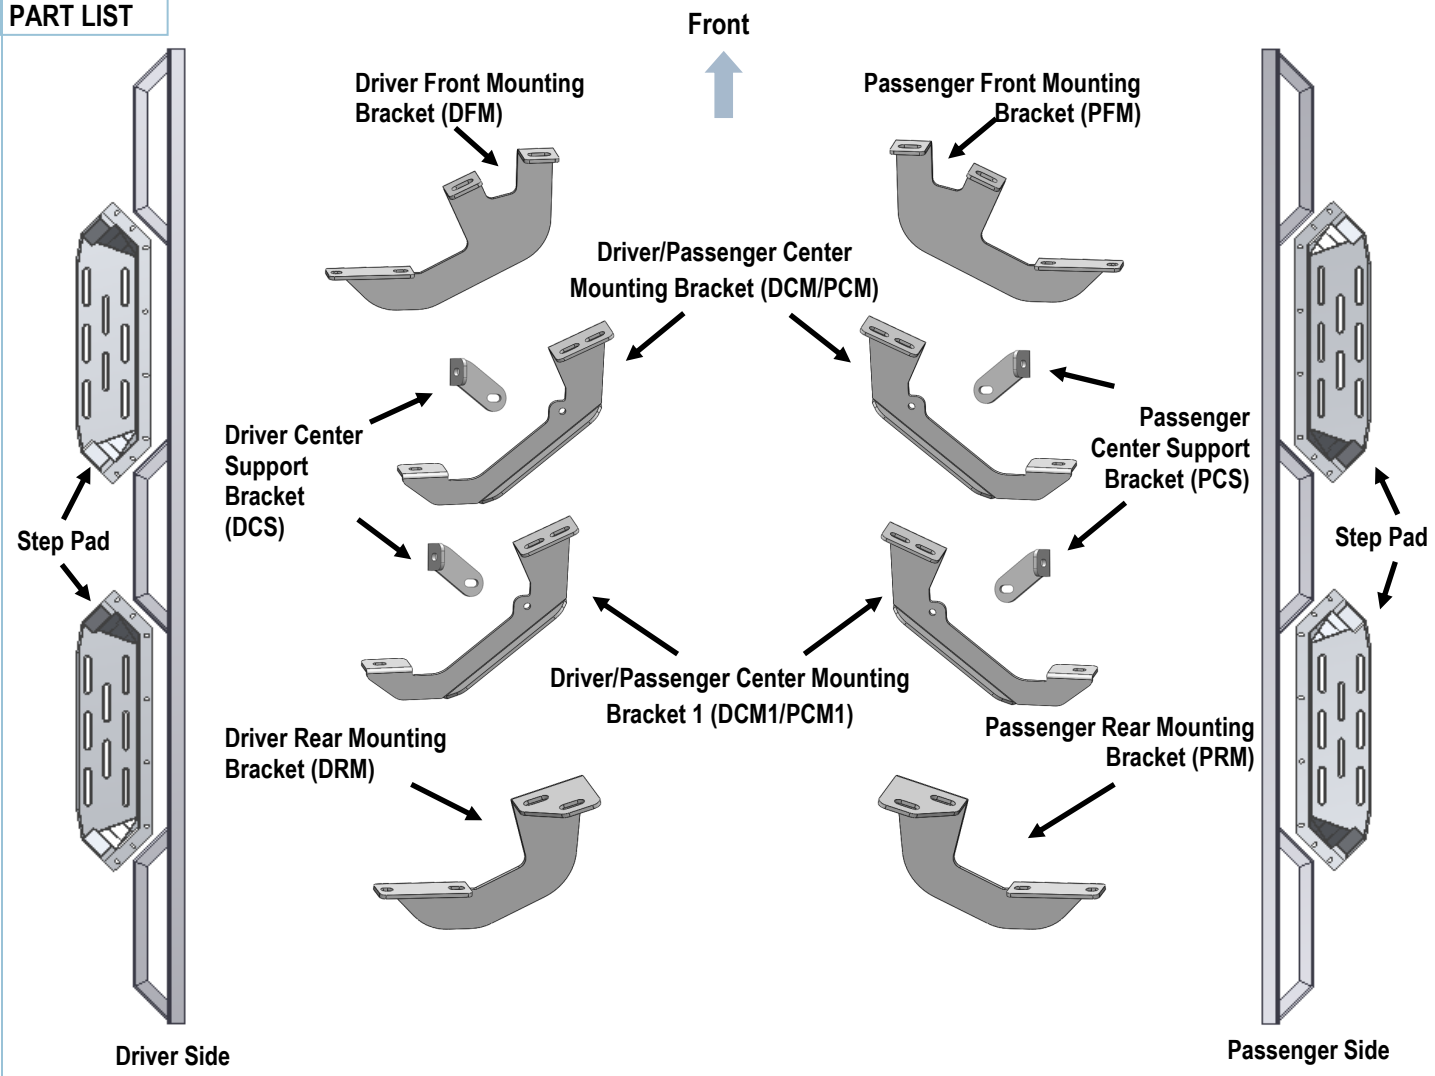 PART LIST
Front
Driver Front Mounting
Bracket (DFM)
Passenger Front Mounting
Bracket (PFM)
Driver/Passenger Center
Mounting Bracket (DCM/PCM)
Driver Center
Support
Bracket
(DCS)
Passenger
Center Support
Bracket (PCS)
Step Pad
Step Pad
Driver/Passenger Center Mounting
Bracket 1 (DCM1/PCM1)
Driver Rear Mounting
Bracket (DRM)
Passenger Rear Mounting
Bracket (PRM)
Driver Side
Passenger Side